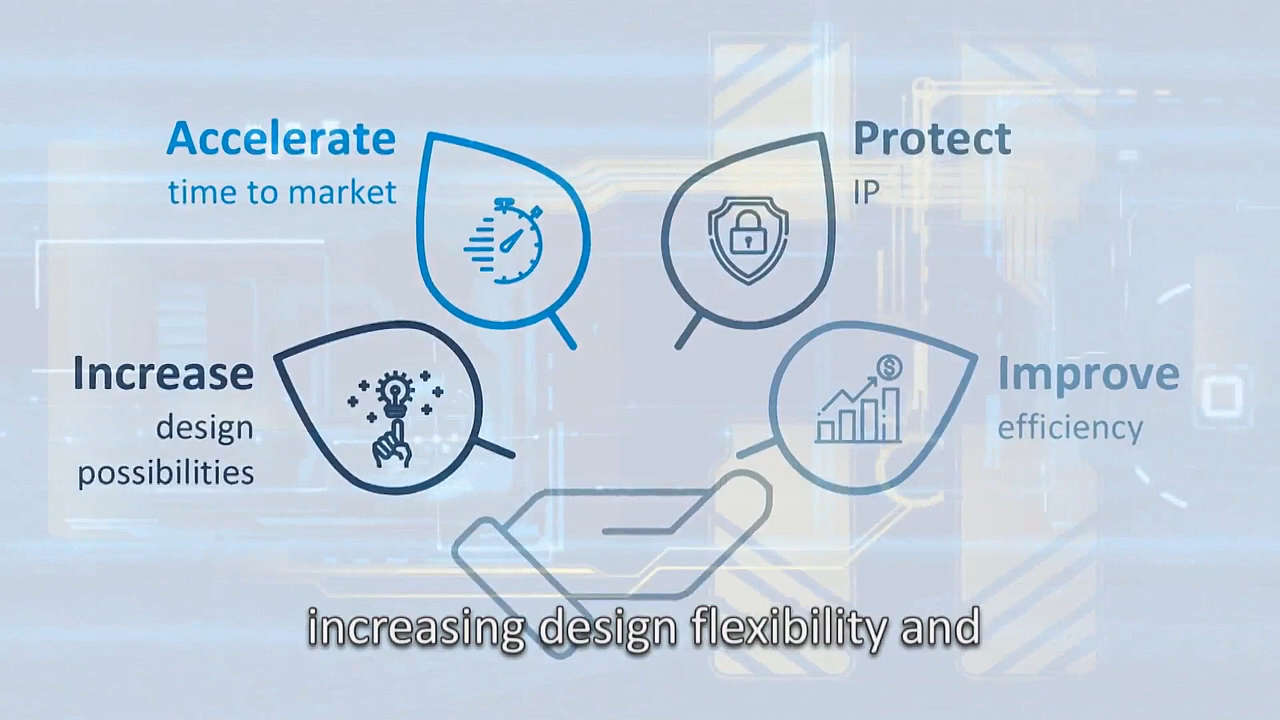 Accelerate
time to market
Protect
IP
Increase
design
possibilities
$
Improve
efficiency
increasing design flexibility and